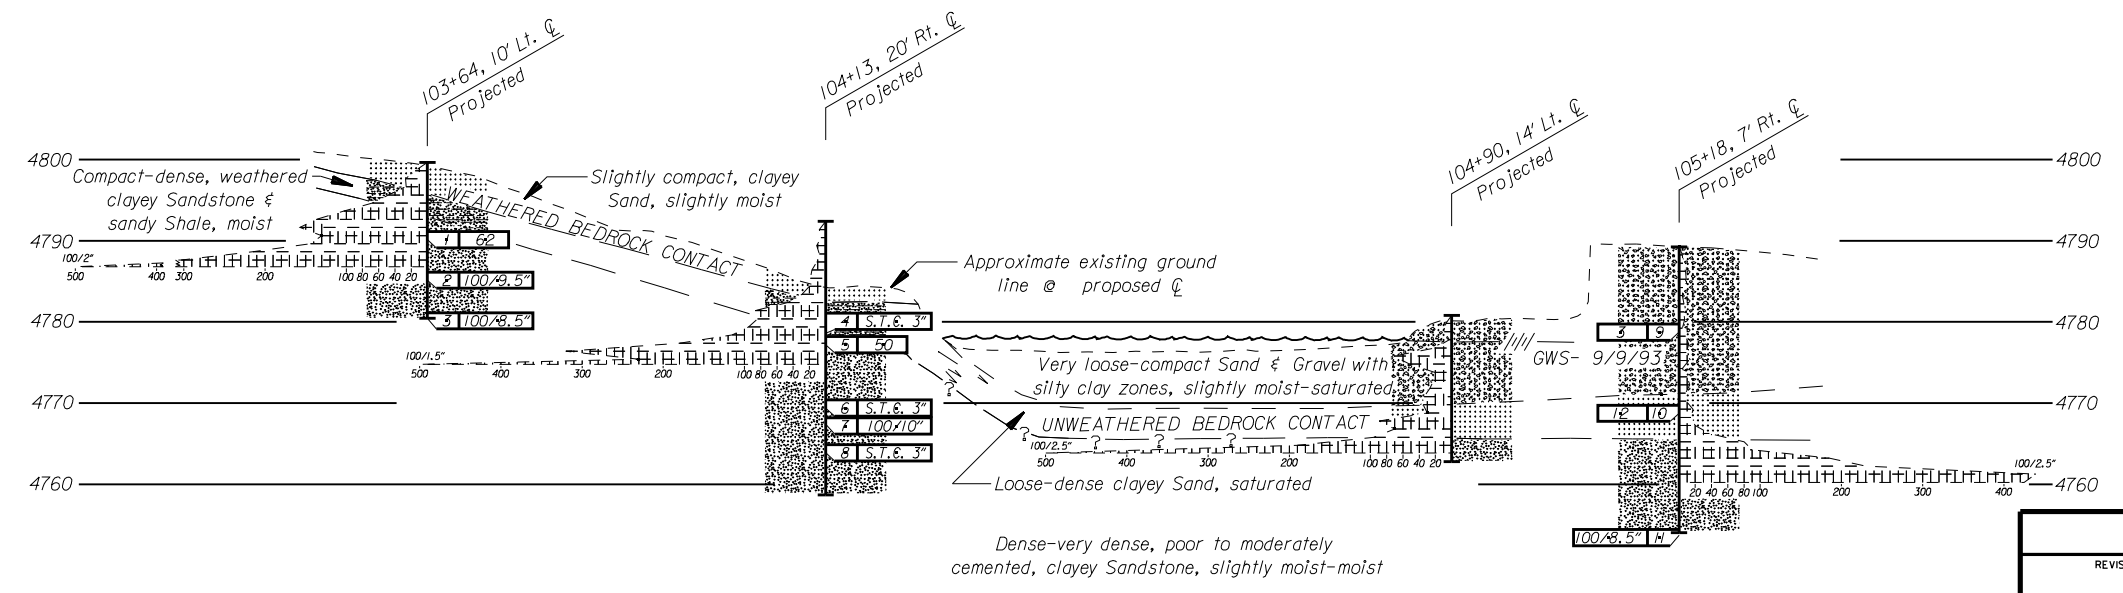 103+64, 10' Lt. ℄
Projected
104+13, 20' Rt. ℄
Projected
104+90, 14' Lt. ℄
Projected
105+18, 7' Rt. ℄
Projected
4800
4800
Compact-dense, weathered
clayey Sandstone &
sandy Shale, moist
Slightly compact, clayey
Sand, slightly moist
WEATHERED BEDROCK CONTACT
4790
4790
1 62
100/2"
500 400 300 200 100 80 60 40 20
2 100/9.5"
3 100/8.5"
Approximate existing ground
line @ proposed ℄
4780
4780
4 S.T.C. 3"
5 50
3 9
GWS- 9/9/93
100/1.5"
500 400 300 200 100 80 60 40 20
Very loose-compact Sand & Gravel with
silty clay zones, slightly moist-saturated
?
4770
4770
6 S.T.C. 3"
7 100/10"
8 S.T.C. 3"
12 10
UNWEATHERED BEDROCK CONTACT
? ? ? ?
100/2.5"
500 400 300 200 100 80 60 40 20
100/2.5"
20 40 60 80 100 200 300 400
4760
4760
Loose-dense clayey Sand, saturated
100/8.5" 11
Dense-very dense, poor to moderately
cemented, clayey Sandstone, slightly moist-moist
REVIS